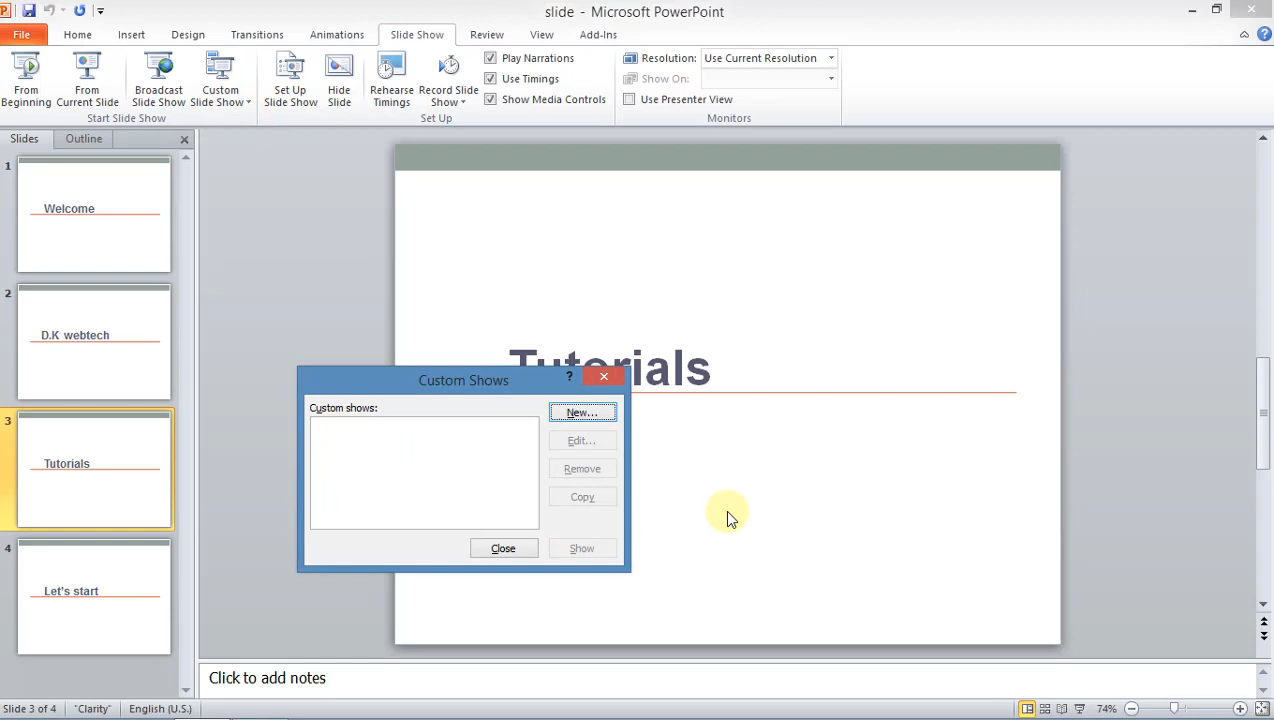 slide - Microsoft PowerPoint
File Home Insert Design Transitions Animations Slide Show Review View Add-Ins
From Beginning
From Current Slide
Broadcast Slide Show
Custom Slide Show
Start Slide Show
Set Up Slide Show
Hide Slide
Rehearse Timings
Record Slide Show
Play Narrations
Use Timings
Show Media Controls
Set Up
Resolution: Use Current Resolution
Show On:
Use Presenter View
Monitors
Slides Outline
1
Welcome
2
D.K webtech
3
Tutorials
4
Let's start
Tutorials
Custom Shows
?
Custom shows:
New...
Edit...
Remove
Copy
Close
Show
Click to add notes
Slide 3 of 4 "Clarity" English (U.S.) 74%